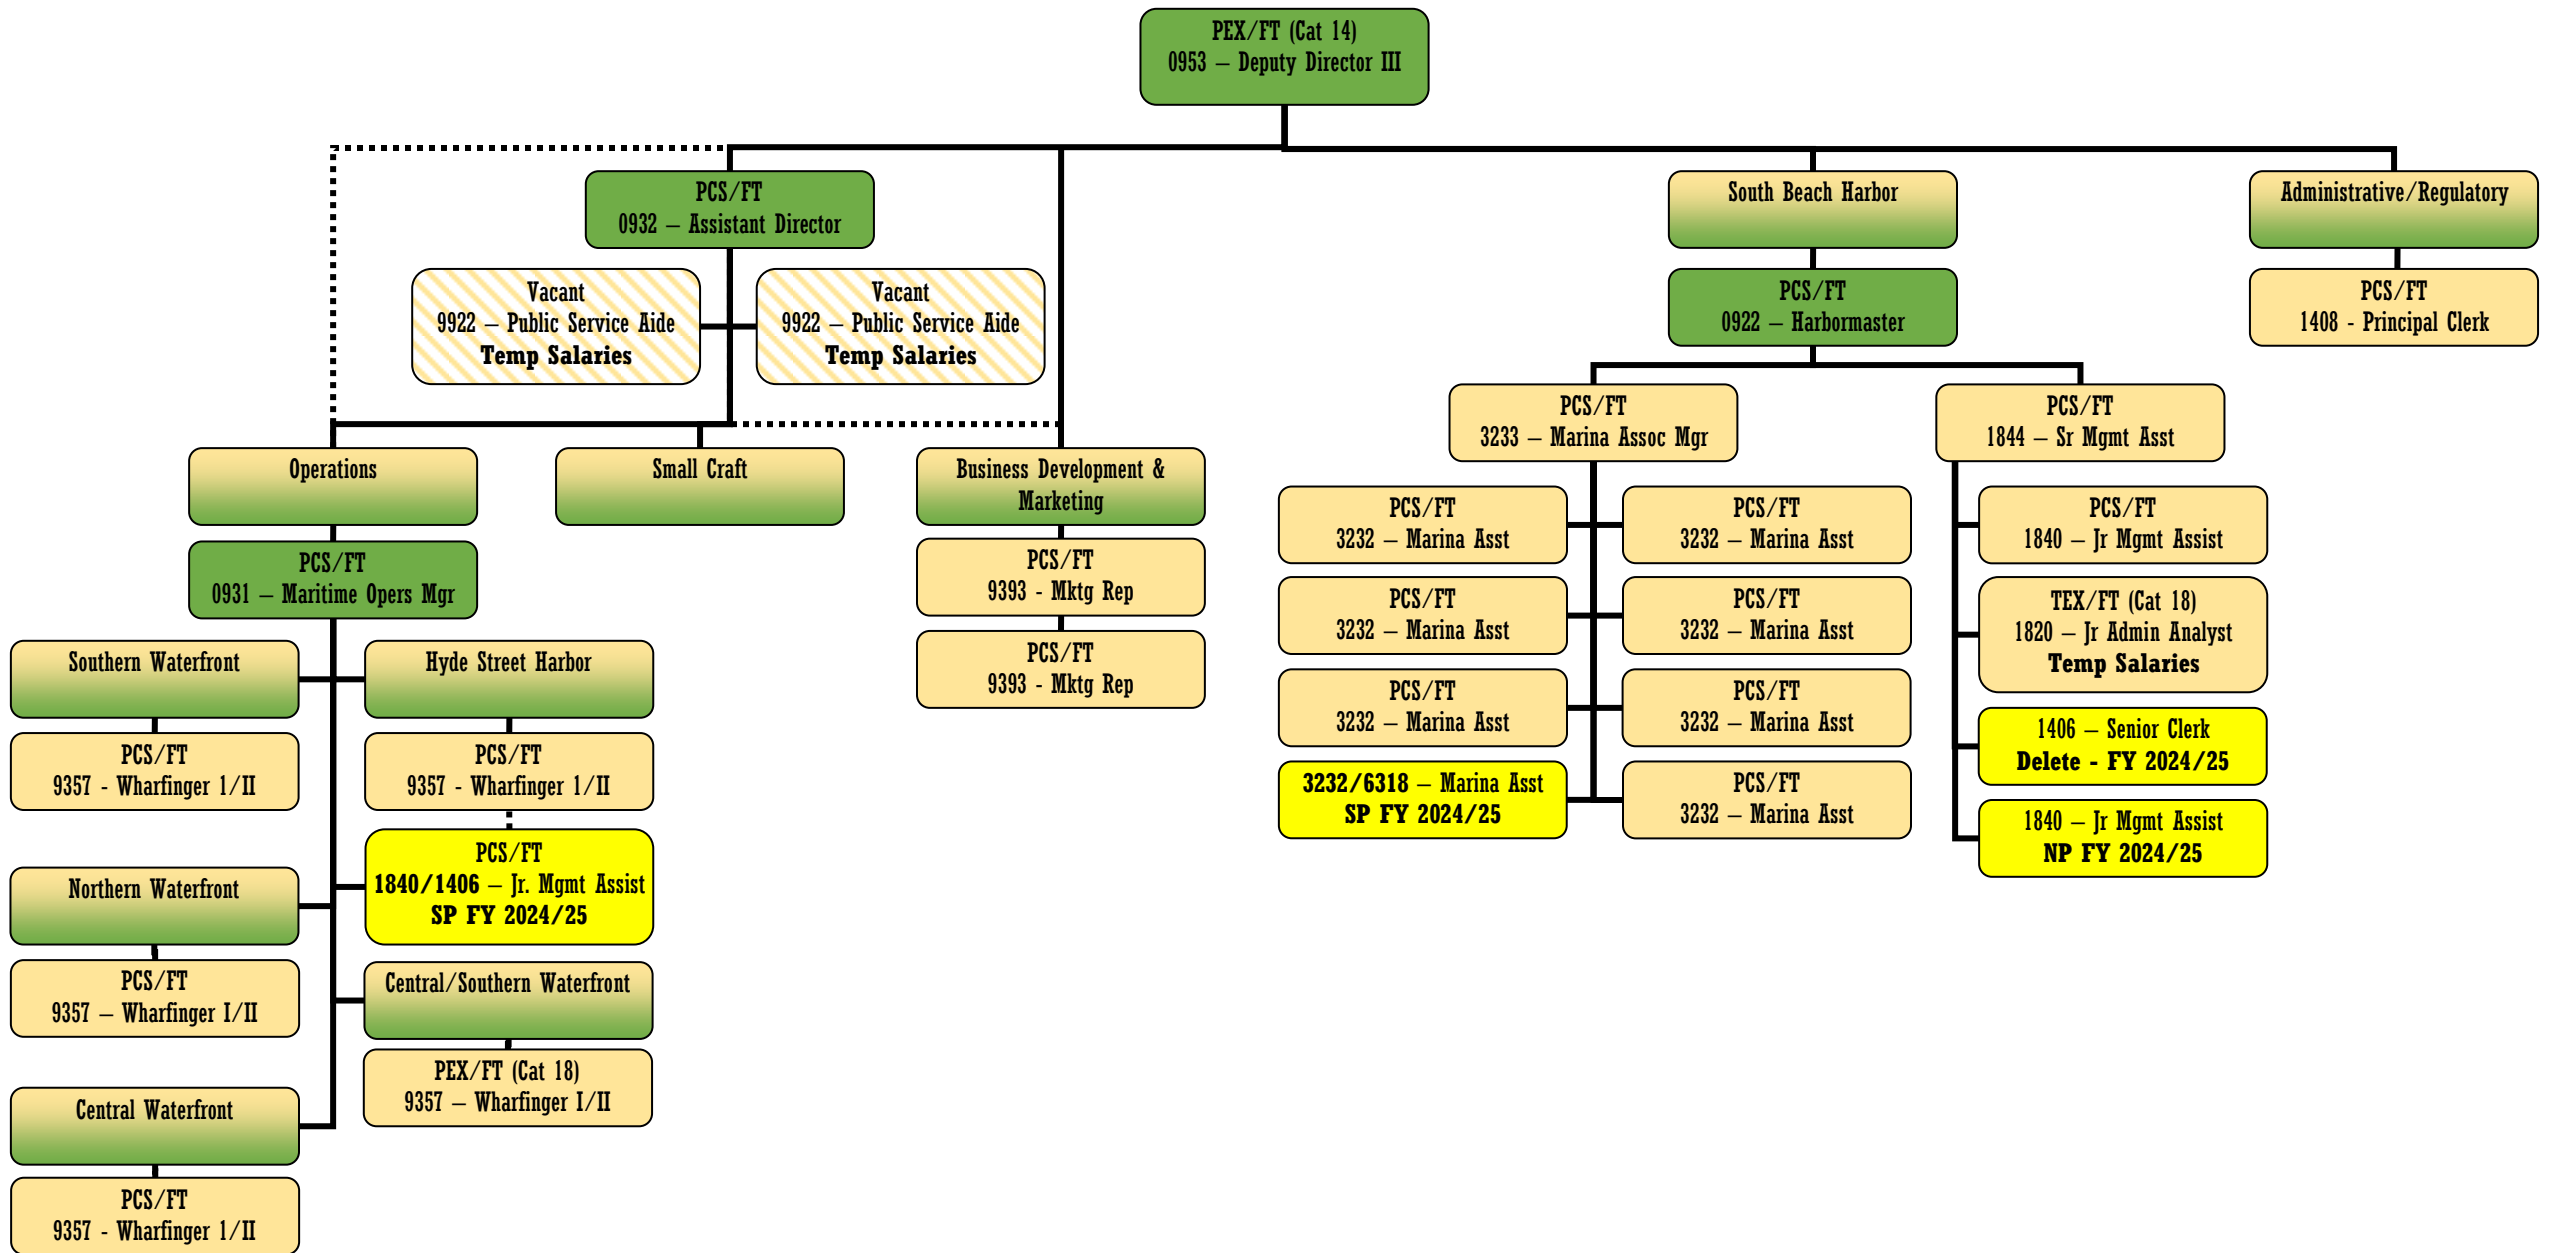 PEX/FT (Cat 14)
0953 – Deputy Director III
PCS/FT
0932 – Assistant Director
Vacant
9922 – Public Service Aide
Temp Salaries
Vacant
9922 – Public Service Aide
Temp Salaries
Operations
PCS/FT
0931 – Maritime Opers Mgr
Southern Waterfront
PCS/FT
9357 - Wharfinger 1/II
Northern Waterfront
PCS/FT
9357 – Wharfinger I/II
Central Waterfront
PCS/FT
9357 - Wharfinger 1/II
Hyde Street Harbor
PCS/FT
9357 - Wharfinger 1/II
PCS/FT
1840/1406 – Jr. Mgmt Assist
SP FY 2024/25
Central/Southern Waterfront
PEX/FT (Cat 18)
9357 – Wharfinger I/II
Small Craft
Business Development &
Marketing
PCS/FT
9393 - Mktg Rep
PCS/FT
9393 - Mktg Rep
South Beach Harbor
PCS/FT
0922 – Harbormaster
PCS/FT
3233 – Marina Assoc Mgr
PCS/FT
3232 – Marina Asst
PCS/FT
3232 – Marina Asst
PCS/FT
3232 – Marina Asst
PCS/FT
3232 – Marina Asst
PCS/FT
3232 – Marina Asst
PCS/FT
3232 – Marina Asst
3232/6318 – Marina Asst
SP FY 2024/25
PCS/FT
3232 – Marina Asst
PCS/FT
1844 – Sr Mgmt Asst
PCS/FT
1840 – Jr Mgmt Assist
TEX/FT (Cat 18)
1820 – Jr Admin Analyst
Temp Salaries
1406 – Senior Clerk
Delete - FY 2024/25
1840 – Jr Mgmt Assist
NP FY 2024/25
Administrative/Regulatory
PCS/FT
1408 - Principal Clerk